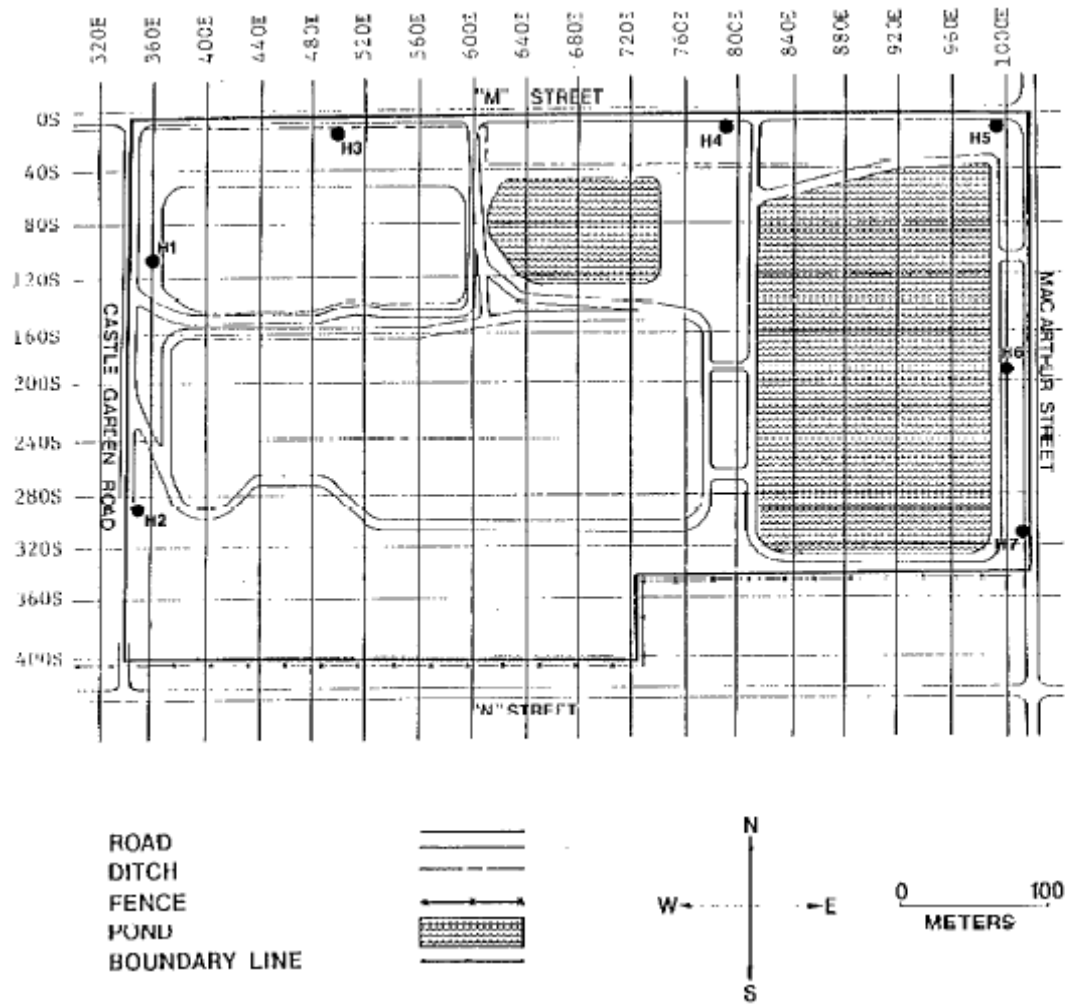 320E 360E 400E 440E 480E 520E 560E 600E 640E 680E 720E 760E 800E 840E 880E 920E 960E 1000E
"M" STREET
0S
40S
80S
120S
160S
200S
240S
280S
320S
360S
400S
H3
H4
H5
H1
H6
H2
H7
CASTLE GARDEN ROAD
MAC ARTHUR STREET
"N" STREET
ROAD
DITCH
FENCE
POND
BOUNDARY LINE
N
W E
S
0 100
METERS